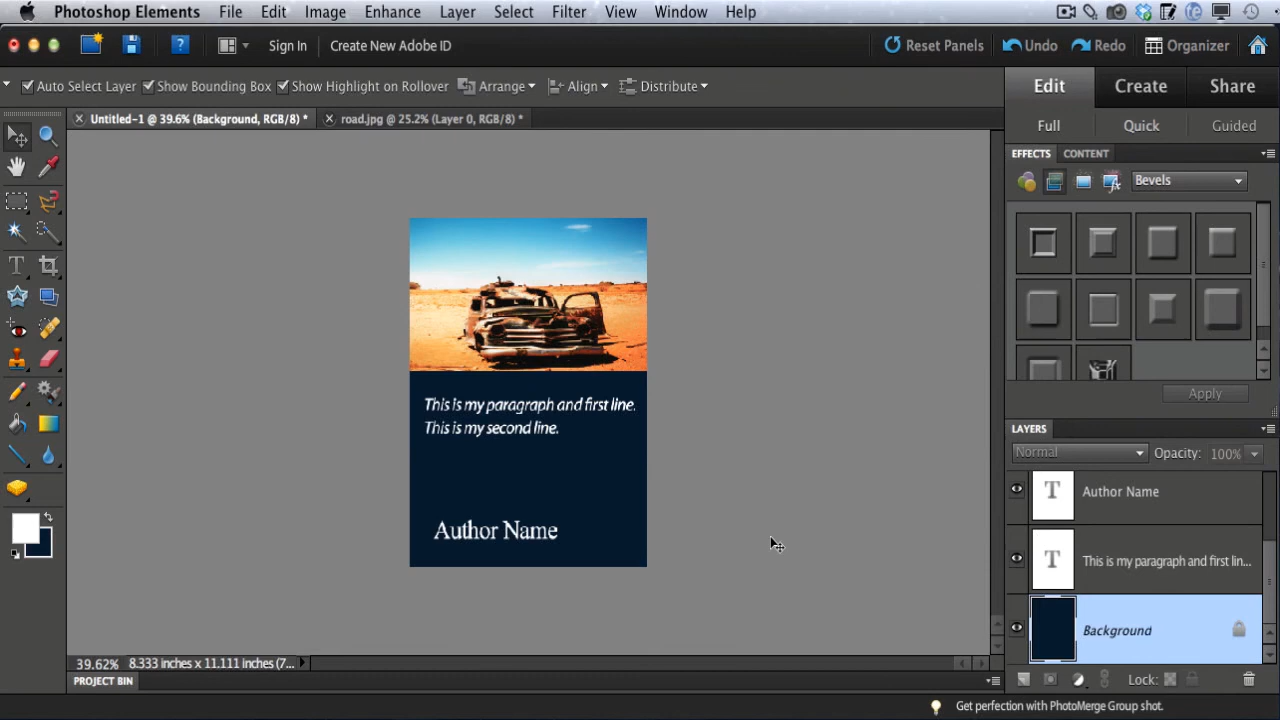 Photoshop Elements File Edit Image Enhance Layer Select Filter View Window Help
Sign In Create New Adobe ID Reset Panels Undo Redo Organizer
Auto Select Layer Show Bounding Box Show Highlight on Rollover Arrange Align Distribute
Edit Create Share
Untitled-1 @ 39.6% (Background, RGB/8) * road.jpg @ 25.2% (Layer 0, RGB/8) *
Full Quick Guided
EFFECTS CONTENT
Bevels
Apply
This is my paragraph and first line.
This is my second line.
Author Name
LAYERS
Normal Opacity: 100%
Author Name
This is my paragraph and first lin...
Background
39.62% 8.333 inches x 11.111 inches (7...
Lock:
PROJECT BIN
Get perfection with PhotoMerge Group shot.